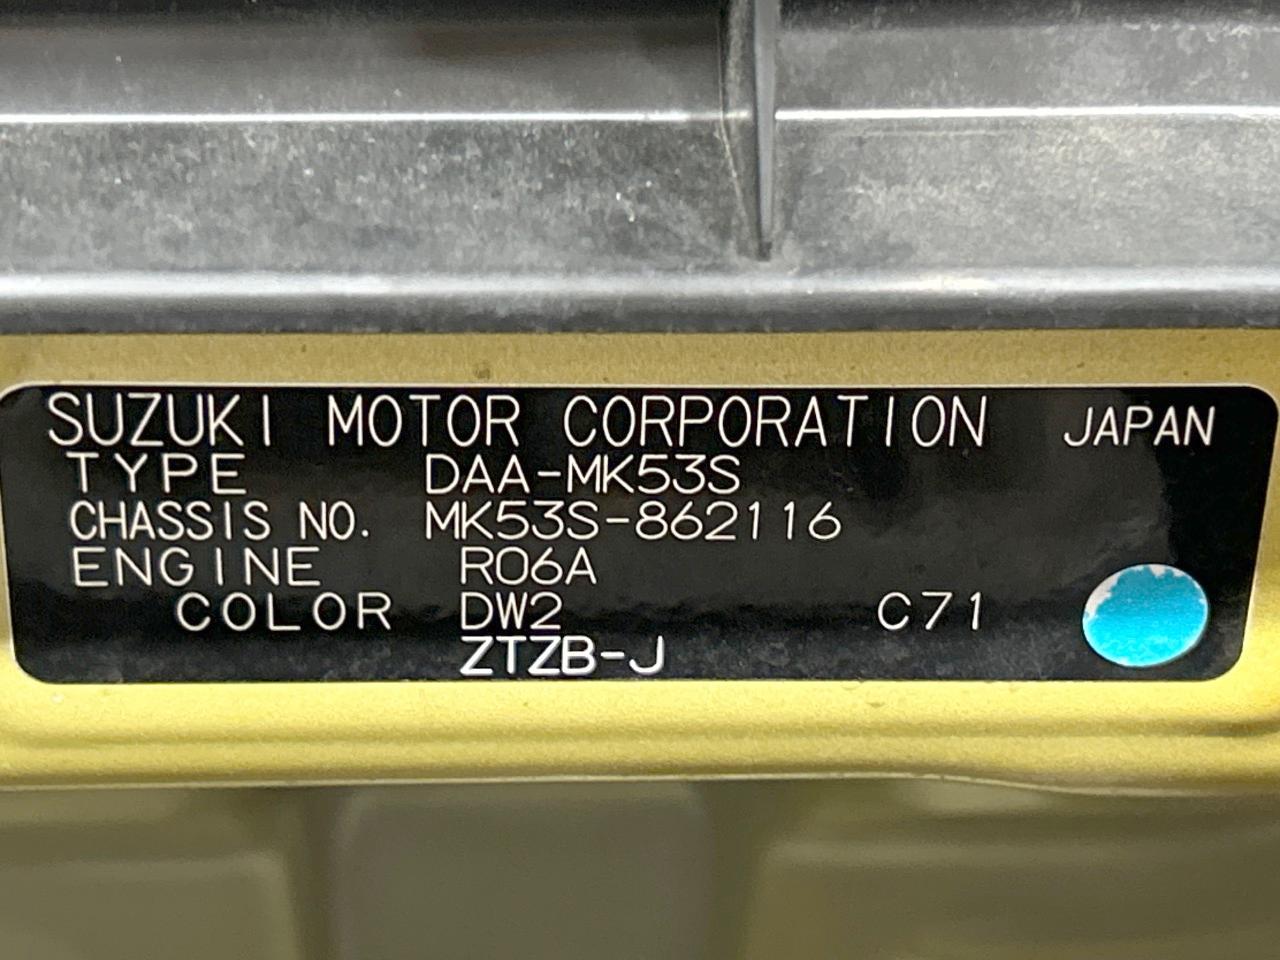 SUZUKI MOTOR CORPORATION JAPAN
TYPE DAA-MK53S
CHASSIS NO. MK53S-862116
ENGINE R06A
COLOR DW2 C71
ZTZB-J